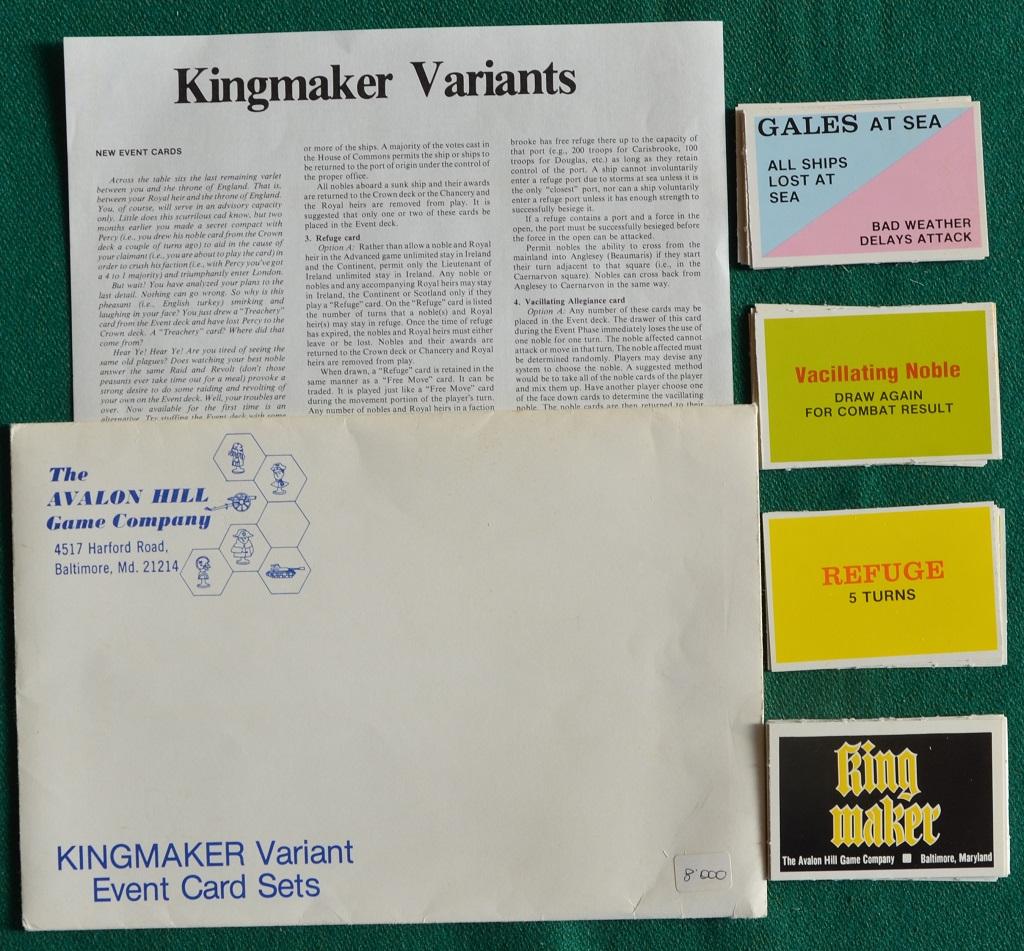 Kingmaker Variants
NEW EVENT CARDS
Across the table sits the last remaining varlet
between you and the throne of England. That is,
between your Royal heir and the throne of England.
You, of course, will serve in an advisory capacity
only. Little does this scurrilous cad know, but two
months earlier you made a secret compact with
Percy (i.e., you drew his noble card from the Crown
deck a couple of turns ago) to aid in the cause of
your claimant (i.e., you are about to play the card) in
order to crush his faction (i.e., with Percy you've got
a 4 to 1 majority) and triumphantly enter London.
But wait! You have analyzed your plans to the
last detail. Nothing can go wrong. So why is this
pheasant (i.e., English turkey) smirking and
laughing in your face? You just drew a "Treachery"
card from the Event deck and have lost Percy to the
Crown deck. A "Treachery" card? Where did that
come from?
Hear Ye! Hear Ye! Are you tired of seeing the
same old plagues? Does watching your best noble
answer the same Raid and Revolt (don't those
peasants ever take time out for a meal) provoke a
strong desire to do some raiding and revolting of
your own on the Event deck. Well, your troubles are
over. Now available for the first time is an
alternative. Try stuffing the Event deck with some
or more of the ships. A majority of the votes cast in
the House of Commons permits the ship or ships to
be returned to the port of origin under the control of
the proper office.
All nobles aboard a sunk ship and their awards
are returned to the Crown deck or the Chancery and
the Royal heirs are removed from play. It is
suggested that only one or two of these cards be
placed in the Event deck.
3. Refuge card
Option A: Rather than allow a noble and Royal
heir in the Advanced game unlimited stay in Ireland
and the Continent, permit only the Lieutenant of
Ireland unlimited stay in Ireland. Any noble or
nobles and any accompanying Royal heirs may stay
in Ireland, the Continent or Scotland only if they
play a "Refuge" card. On the "Refuge" card is listed
the number of turns that a noble(s) and Royal
heir(s) may stay in refuge. Once the time of refuge
has expired, the nobles and Royal heirs must either
leave or be lost. Nobles and their awards are
returned to the Crown deck or Chancery and Royal
heirs are removed from play.
When drawn, a "Refuge" card is retained in the
same manner as a "Free Move" card. It can be
traded. It is played just like a "Free Move" card
during the movement portion of the player's turn.
Any number of nobles and Royal heirs in a faction
brooke has free refuge there up to the capacity of
that port (e.g., 200 troops for Carisbrooke, 100
troops for Douglas, etc.) as long as they retain
control of the port. A ship cannot involuntarily
enter a refuge port due to storms at sea unless it is
the only "closest" port, nor can a ship voluntarily
enter a refuge port unless it has enough strength to
successfully besiege it.
If a refuge contains a port and a force in the
open, the port must be successfully besieged before
the force in the open can be attacked.
Permit nobles the ability to cross from the
mainland into Anglesey (Beaumaris) if they start
their turn adjacent to that square (i.e., in the
Caernarvon square). Nobles can cross back from
Anglesey to Caernarvon in the same way.
4. Vacillating Allegiance card
Option A: Any number of these cards may be
placed in the Event deck. The drawer of this card
during the Event Phase immediately loses the use of
one noble for one turn. The noble affected cannot
attack or move in that turn. The noble affected must
be determined randomly. Players may devise any
system to choose the noble. A suggested method
would be to take all of the noble cards of the player
and mix them up. Have another player choose one
of the face down cards to determine the vacillating
noble. The noble cards are then returned to their
GALES AT SEA
ALL SHIPS
LOST AT
SEA
BAD WEATHER
DELAYS ATTACK
Vacillating Noble
DRAW AGAIN
FOR COMBAT RESULT
REFUGE
5 TURNS
King
maker
The Avalon Hill Game Company Baltimore, Maryland
The
AVALON HILL
Game Company
4517 Harford Road,
Baltimore, Md. 21214
KINGMAKER Variant
Event Card Sets
8'000